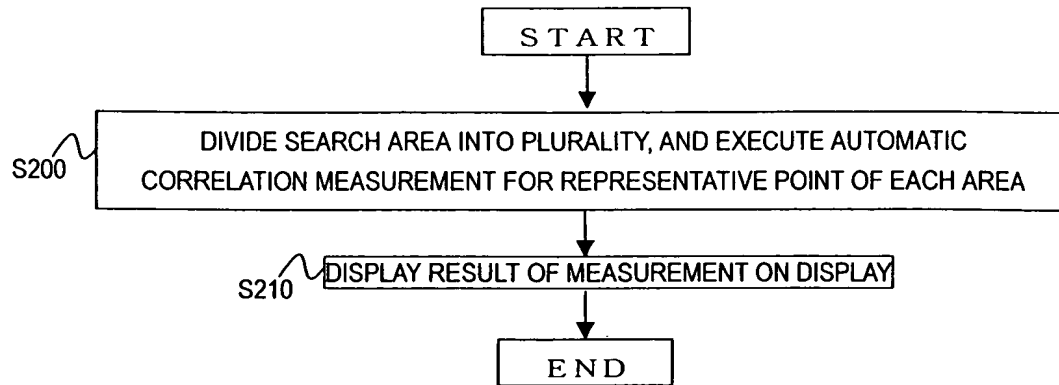 START
S200
DIVIDE SEARCH AREA INTO PLURALITY, AND EXECUTE AUTOMATIC
CORRELATION MEASUREMENT FOR REPRESENTATIVE POINT OF EACH AREA
S210
DISPLAY RESULT OF MEASUREMENT ON DISPLAY
END